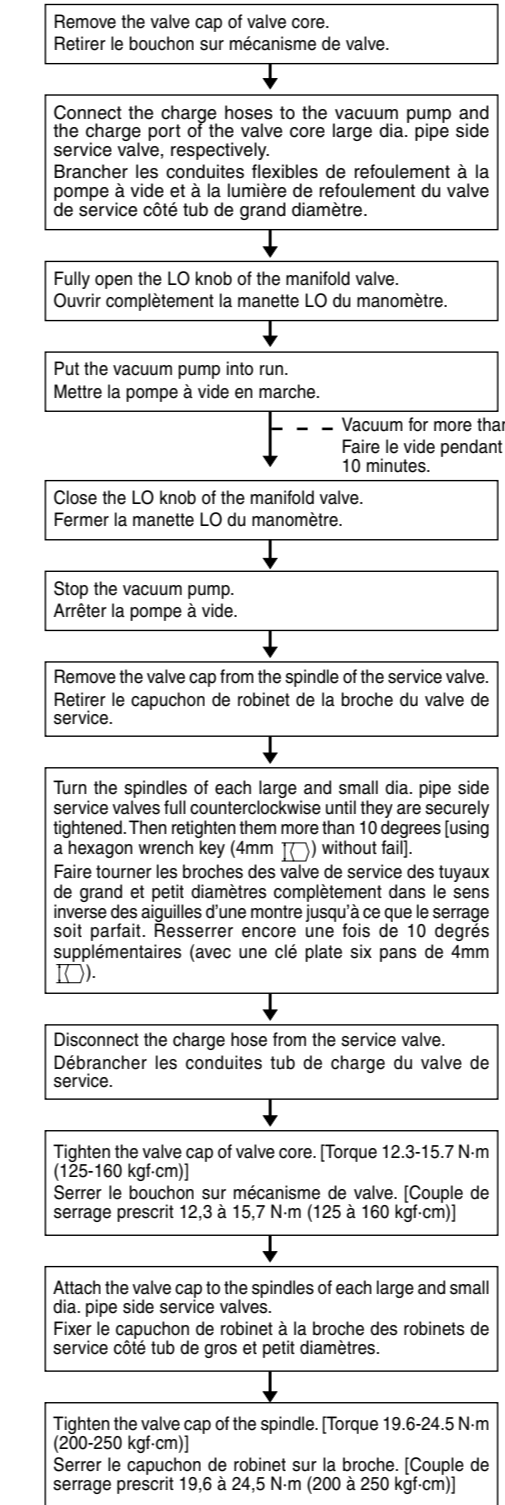 Remove the valve cap of valve core.
Retirer le bouchon sur mécanisme de valve.
Connect the charge hoses to the vacuum pump and
the charge port of the valve core large dia. pipe side
service valve, respectively.
Brancher les conduites flexibles de refoulement à la
pompe à vide et à la lumière de refoulement du valve
de service côté tub de grand diamètre.
Fully open the LO knob of the manifold valve.
Ouvrir complètement la manette LO du manomètre.
Put the vacuum pump into run.
Mettre la pompe à vide en marche.
Vacuum for more
Faire le vide pendant
10 minutes.
Close the LO knob of the manifold valve.
Fermer la manette LO du manomètre.
Stop the vacuum pump.
Arrêter la pompe à vide.
Remove the valve cap from the spindle of the service valve.
Retirer le capuchon de robinet de la broche du valve de
service.
Turn the spindles of each large and small dia. pipe side
service valves full counterclockwise until they are securely
tightened. Then retighten them more than 10 degrees [using
a hexagon wrench key (4mm ) without fail].
Faire tourner les broches des valve de service des tuyaux
de grand et petit diamètres complètement dans le sens
inverse des aiguilles d'une montre jusqu'à ce que le serrage
soit parfait. Resserrer encore une fois de 10 degrés
supplémentaires (avec une clé plate six pans de 4mm
).
Disconnect the charge hose from the service valve.
Débrancher les conduites tub de charge du valve de
service.
Tighten the valve cap of valve core. [Torque 12.3-15.7 N·m
(125-160 kgf·cm)]
Serrer le bouchon sur mécanisme de valve. [Couple de
serrage prescrit 12,3 à 15,7 N·m (125 à 160 kgf·cm)]
Attach the valve cap to the spindles of each large and small
dia. pipe side service valves.
Fixer le capuchon de robinet à la broche des robinets de
service côté tub de gros et petit diamètres.
Tighten the valve cap of the spindle. [Torque 19.6-24.5 N·m
(200-250 kgf·cm)]
Serrer le capuchon de robinet sur la broche. [Couple de
serrage prescrit 19,6 à 24,5 N·m (200 à 250 kgf·cm)]